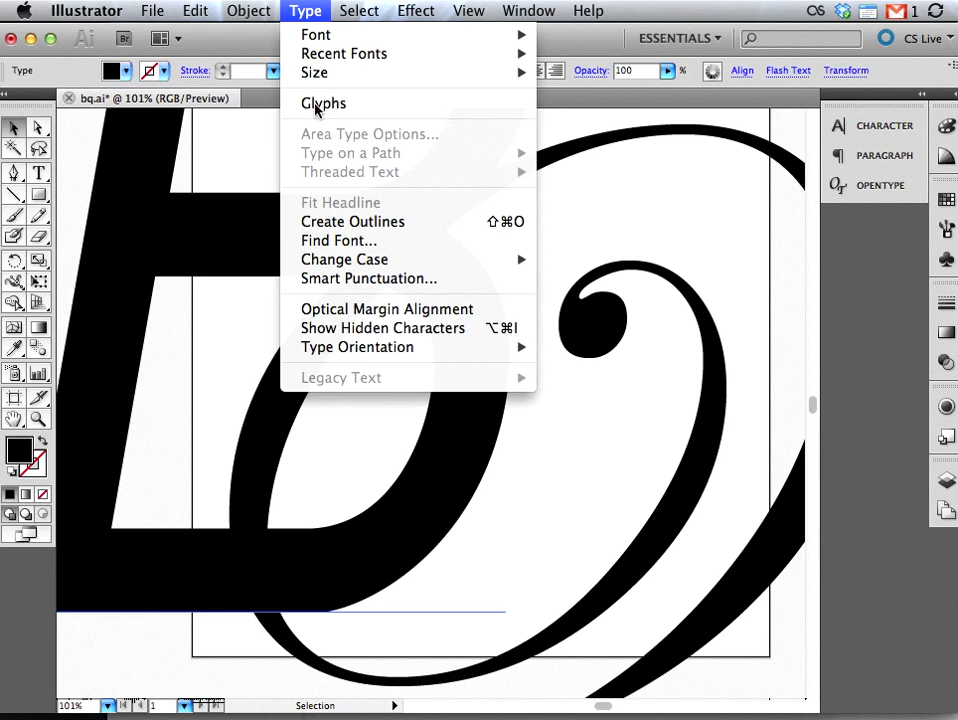 Illustrator File Edit Object Type Select Effect View Window Help 1
Ai Br ESSENTIALS CS Live
Type Stroke: Opacity: 100 % Align Flash Text Transform
bq.ai* @ 101% (RGB/Preview)
Font
Recent Fonts
Size
Glyphs
Area Type Options...
Type on a Path
Threaded Text
Fit Headline
Create Outlines ⇧⌘O
Find Font...
Change Case
Smart Punctuation...
Optical Margin Alignment
Show Hidden Characters ⌥⌘I
Type Orientation
Legacy Text
CHARACTER
PARAGRAPH
OPENTYPE
101% 1 Selection